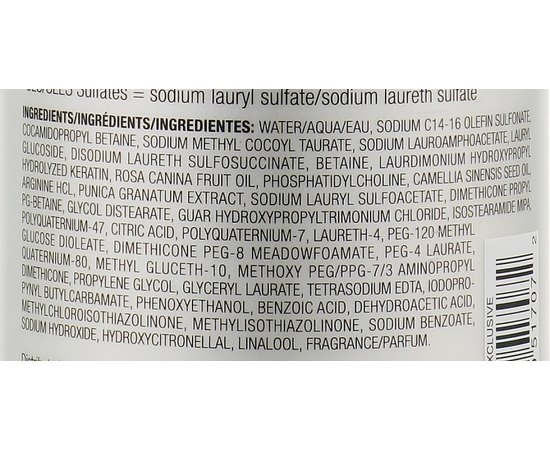 Sulfates = sodium lauryl sulfate/sodium laureth sulfate
INGREDIENTS/INGRÉDIENTS/INGREDIENTES: WATER/AQUA/EAU, SODIUM C14-16 OLEFIN SULFONATE,
COCAMIDOPROPYL BETAINE, SODIUM METHYL COCOYL TAURATE, SODIUM LAUROAMPHOACETATE, LAURYL
GLUCOSIDE, DISODIUM LAURETH SULFOSUCCINATE, BETAINE, LAURDIMONIUM HYDROXYPROPYL
HYDROLYZED KERATIN, ROSA CANINA FRUIT OIL, PHOSPHATIDYLCHOLINE, CAMELLIA SINENSIS SEED OIL,
ARGININE HCL, PUNICA GRANATUM EXTRACT, SODIUM LAURYL SULFOACETATE, DIMETHICONE PROPYL
PG-BETAINE, GLYCOL DISTEARATE, GUAR HYDROXYPROPYLTRIMONIUM CHLORIDE, ISOSTEARAMIDE MIPA,
POLYQUATERNIUM-47, CITRIC ACID, POLYQUATERNIUM-7, LAURETH-4, PEG-120 METHYL
GLUCOSE DIOLEATE, DIMETHICONE PEG-8 MEADOWFOAMATE, PEG-4 LAURATE,
QUATERNIUM-80, METHYL GLUCETH-10, METHOXY PEG/PPG-7/3 AMINOPROPYL
DIMETHICONE, PROPYLENE GLYCOL, GLYCERYL LAURATE, TETRASODIUM EDTA, IODOPRO-
PYNYL BUTYLCARBAMATE, PHENOXYETHANOL, BENZOIC ACID, DEHYDROACETIC ACID,
METHYLCHLOROISOTHIAZOLINONE, METHYLISOTHIAZOLINONE, SODIUM BENZOATE,
SODIUM HYDROXIDE, HYDROXYCITRONELLAL, LINALOOL, FRAGRANCE/PARFUM.